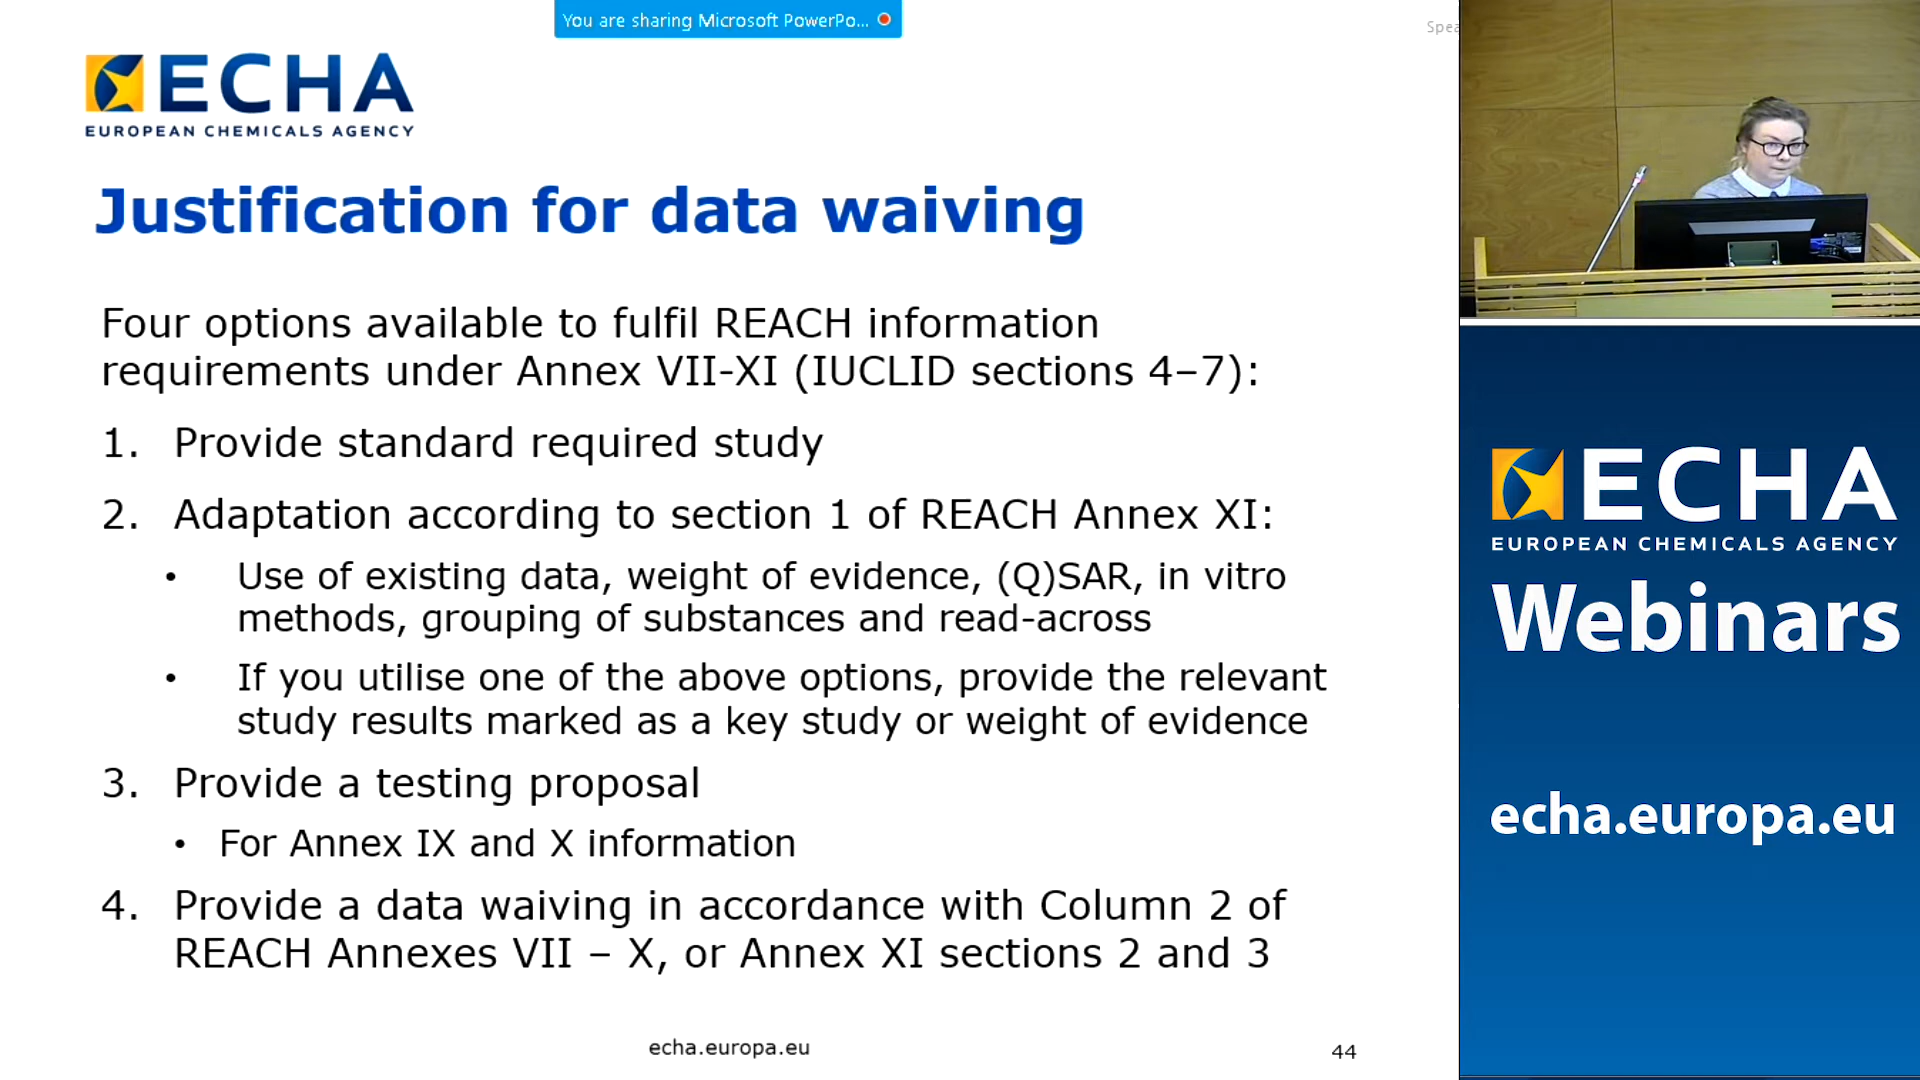 You are sharing Microsoft PowerPo...
Spea
ECHA
EUROPEAN CHEMICALS AGENCY
Justification for data waiving
Four options available to fulfil REACH information
requirements under Annex VII-XI (IUCLID sections 4–7):
1. Provide standard required study
2. Adaptation according to section 1 of REACH Annex XI:
• Use of existing data, weight of evidence, (Q)SAR, in vitro
methods, grouping of substances and read-across
• If you utilise one of the above options, provide the relevant
study results marked as a key study or weight of evidence
3. Provide a testing proposal
• For Annex IX and X information
4. Provide a data waiving in accordance with Column 2 of
REACH Annexes VII – X, or Annex XI sections 2 and 3
echa.europa.eu
44
ECHA
EUROPEAN CHEMICALS AGENCY
Webinars
echa.europa.eu